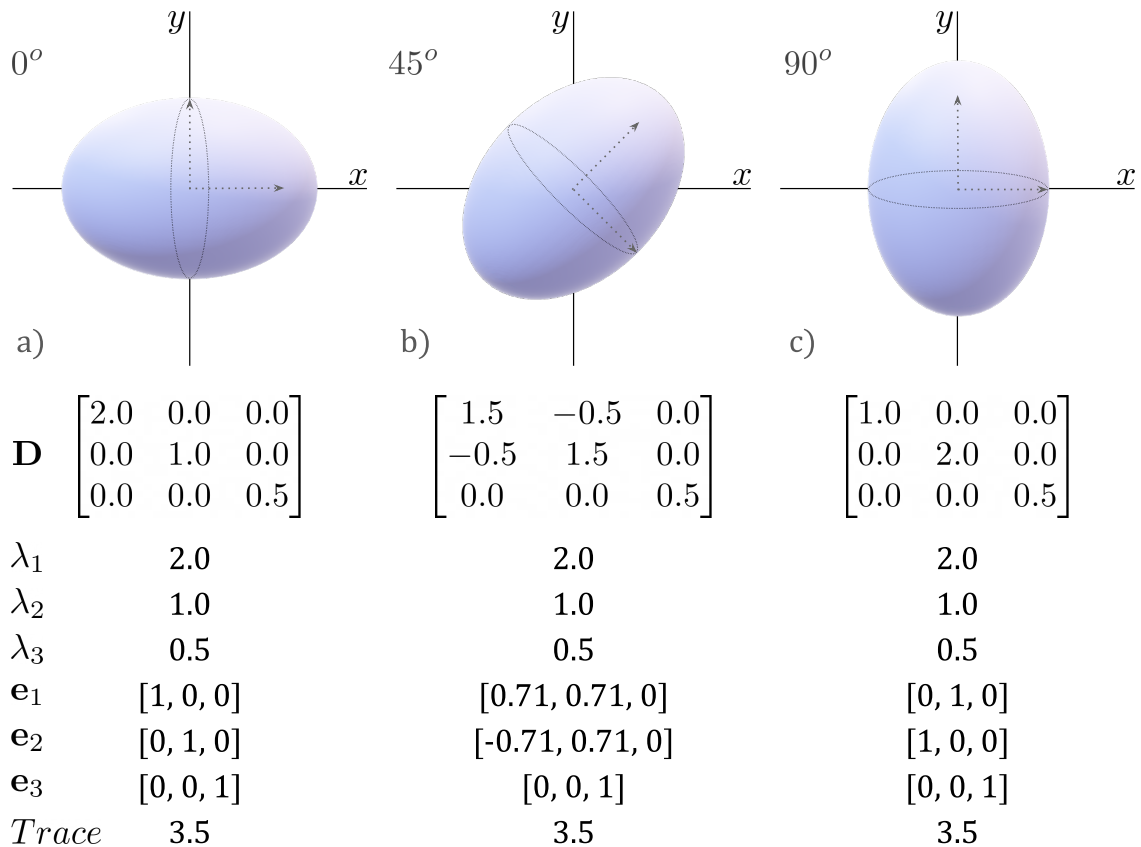 y y y
0º 45º 90º
x x x
a) b) c)
2.0 0.0 0.0 1.5 −0.5 0.0 1.0 0.0 0.0
D 0.0 1.0 0.0 −0.5 1.5 0.0 0.0 2.0 0.0
0.0 0.0 0.5 0.0 0.0 0.5 0.0 0.0 0.5
λ₁ 2.0 2.0 2.0
λ₂ 1.0 1.0 1.0
λ₃ 0.5 0.5 0.5
e₁ [1, 0, 0] [0.71, 0.71, 0] [0, 1, 0]
e₂ [0, 1, 0] [-0.71, 0.71, 0] [1, 0, 0]
e₃ [0, 0, 1] [0, 0, 1] [0, 0, 1]
Trace 3.5 3.5 3.5